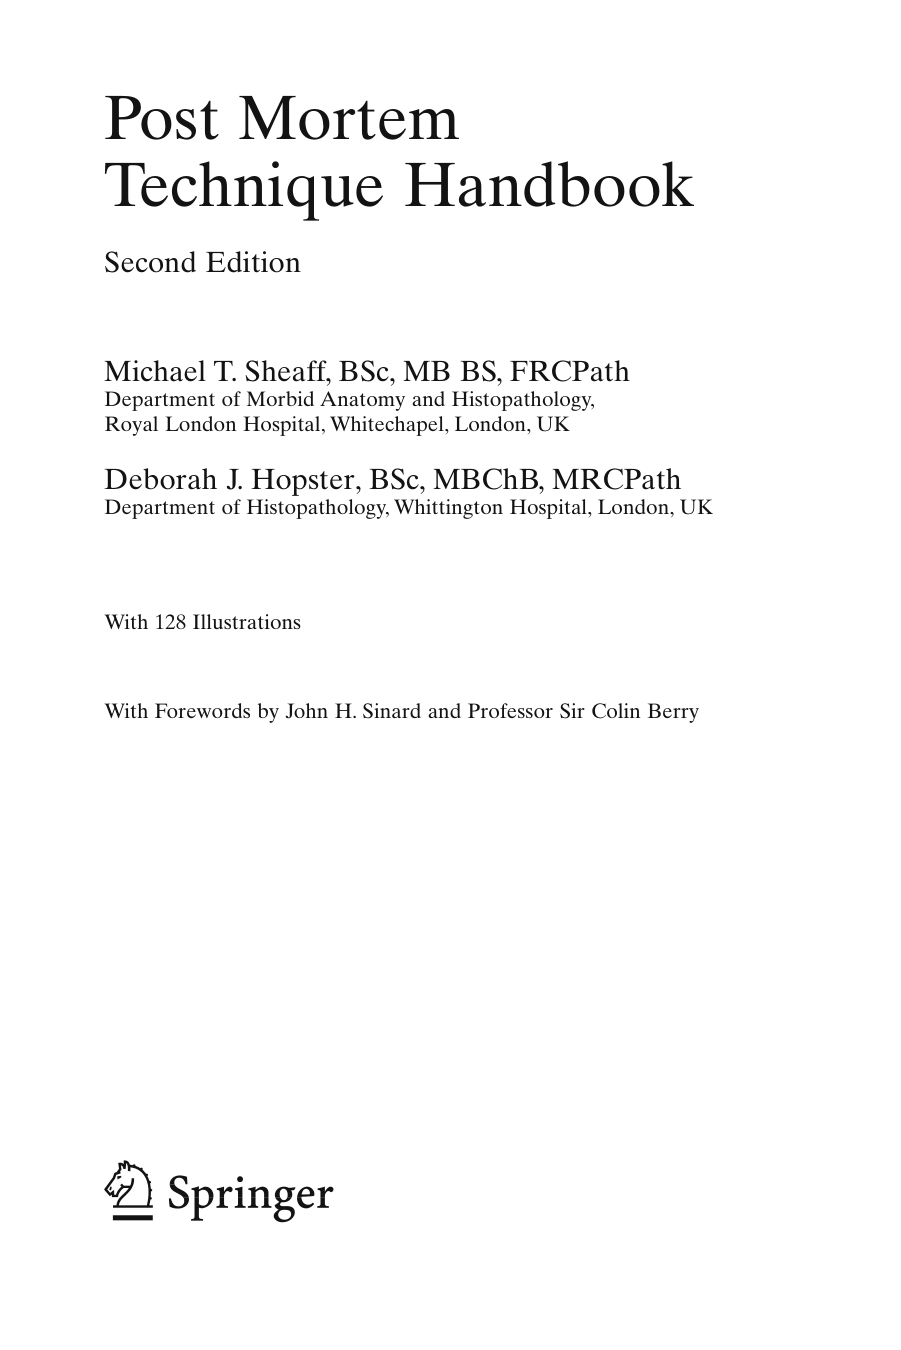 Post Mortem
Technique Handbook
Second Edition
Michael T. Sheaff, BSc, MB BS, FRCPath
Department of Morbid Anatomy and Histopathology,
Royal London Hospital, Whitechapel, London, UK
Deborah J. Hopster, BSc, MBChB, MRCPath
Department of Histopathology, Whittington Hospital, London, UK
With 128 Illustrations
With Forewords by John H. Sinard and Professor Sir Colin Berry
Springer